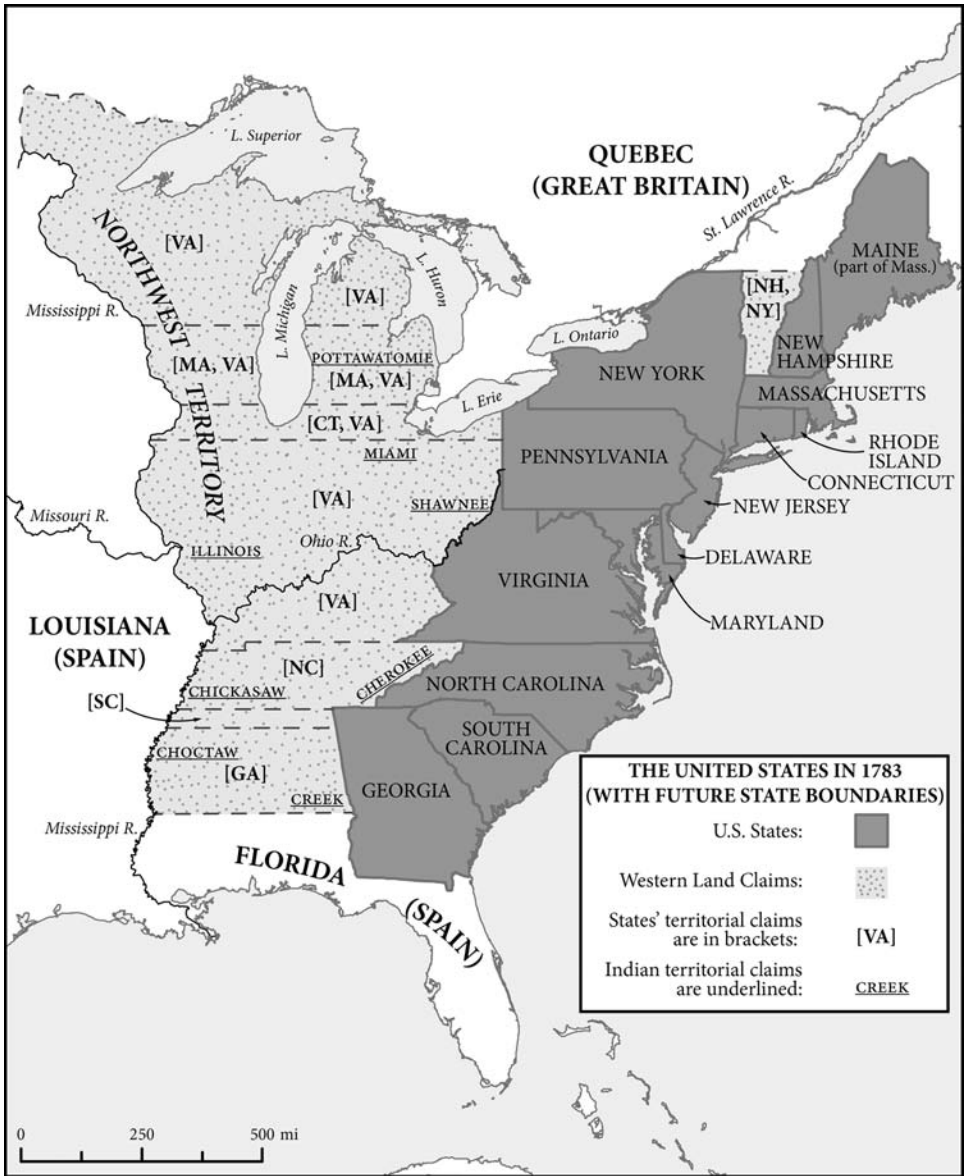 L. Superior
QUEBEC
(GREAT BRITAIN)
St. Lawrence R.
MAINE
(part of Mass.)
NORTHWEST TERRITORY
[VA]
L. Michigan
L. Huron
[VA]
[NH,
NY]
Mississippi R.
L. Ontario
NEW
HAMPSHIRE
[MA, VA]
POTTAWATOMIE
[MA, VA]
NEW YORK
MASSACHUSETTS
L. Erie
[CT, VA]
RHODE
ISLAND
CONNECTICUT
MIAMI
PENNSYLVANIA
NEW JERSEY
[VA]
SHAWNEE
Missouri R.
Ohio R.
ILLINOIS
DELAWARE
VIRGINIA
[VA]
MARYLAND
LOUISIANA
(SPAIN)
[NC]
CHEROKEE
NORTH CAROLINA
CHICKASAW
[SC]
SOUTH
CAROLINA
CHOCTAW
[GA]
CREEK
GEORGIA
Mississippi R.
FLORIDA
(SPAIN)
THE UNITED STATES IN 1783
(WITH FUTURE STATE BOUNDARIES)
U.S. States:
Western Land Claims:
States' territorial claims
are in brackets:
[VA]
Indian territorial claims
are underlined:
CREEK
0 250 500 mi